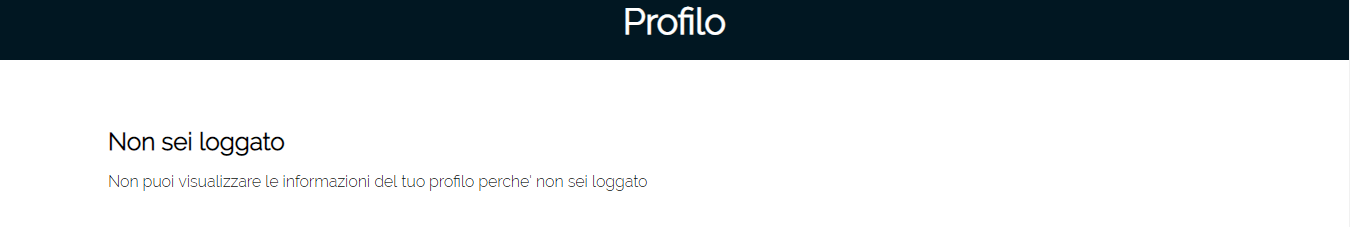 Profilo
Non sei loggato
Non puoi visualizzare le informazioni del tuo profilo perche' non sei loggato